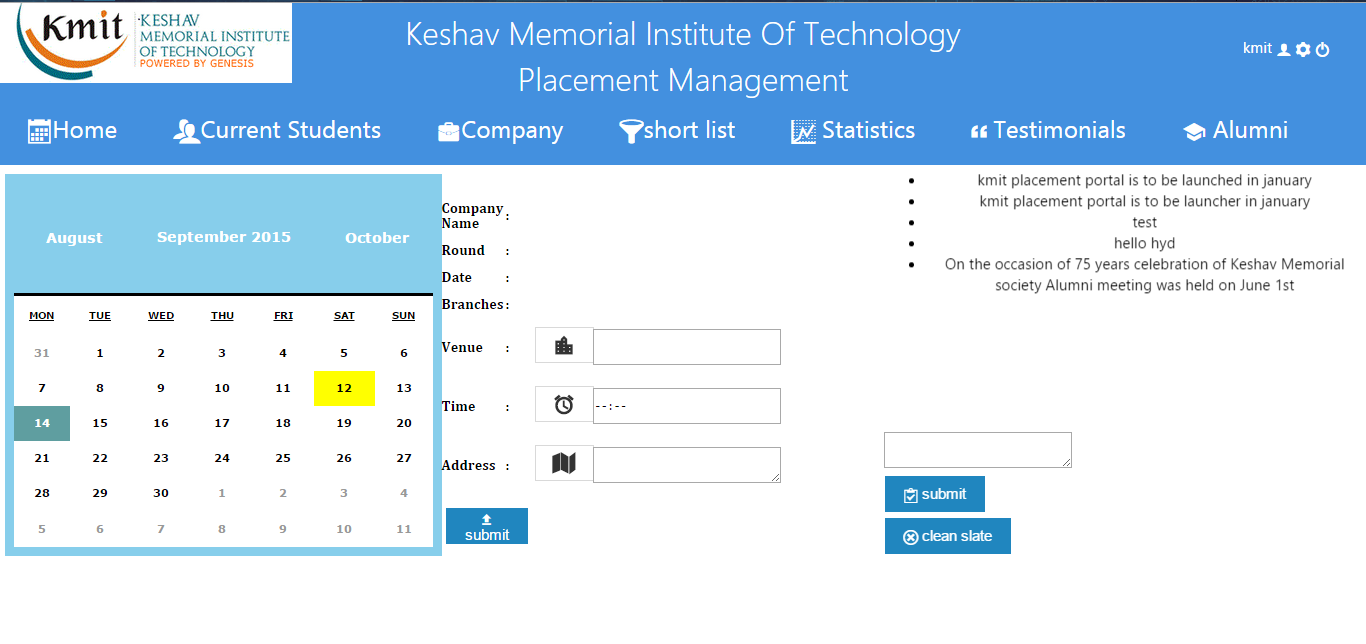 Kmit
KESHAV
MEMORIAL INSTITUTE
OF TECHNOLOGY
POWERED BY GENESIS
Keshav Memorial Institute Of Technology
Placement Management
kmit
Home Current Students Company short list Statistics Testimonials Alumni
August September 2015 October
MON TUE WED THU FRI SAT SUN
31 1 2 3 4 5 6
7 8 9 10 11 12 13
14 15 16 17 18 19 20
21 22 23 24 25 26 27
28 29 30 1 2 3 4
5 6 7 8 9 10 11
Company
Name :
Round :
Date :
Branches:
Venue :
Time : --:--
Address :
submit
kmit placement portal is to be launched in january
kmit placement portal is to be launcher in january
test
hello hyd
On the occasion of 75 years celebration of Keshav Memorial
society Alumni meeting was held on June 1st
submit
clean slate